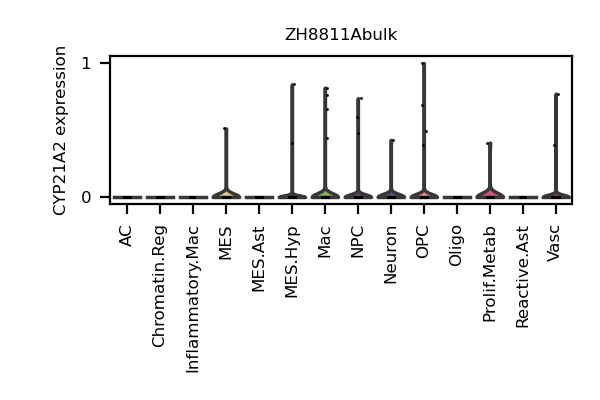 ZH8811Abulk
CYP21A2 expression
1
0
AC
Chromatin.Reg
Inflammatory.Mac
MES
MES.Ast
MES.Hyp
Mac
NPC
Neuron
OPC
Oligo
Prolif.Metab
Reactive.Ast
Vasc